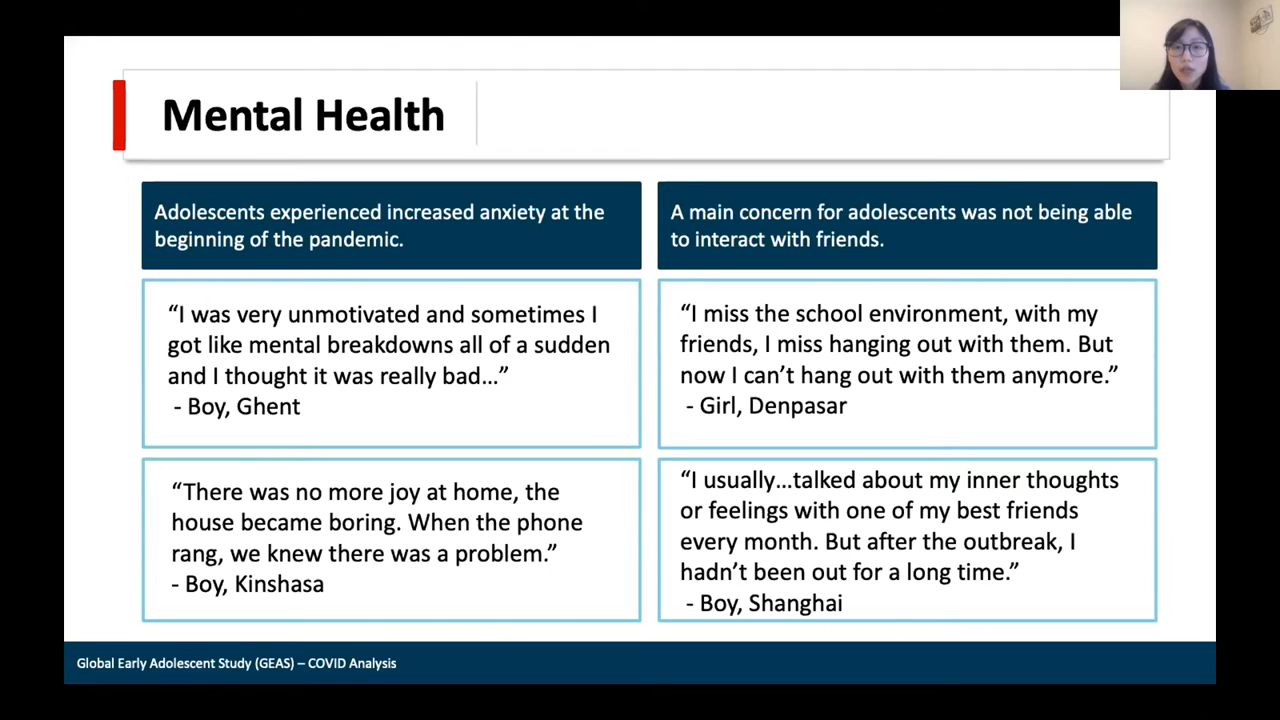 Mental Health
Adolescents experienced increased anxiety at the
beginning of the pandemic.
“I was very unmotivated and sometimes I
got like mental breakdowns all of a sudden
and I thought it was really bad…”
- Boy, Ghent
“There was no more joy at home, the
house became boring. When the phone
rang, we knew there was a problem.”
- Boy, Kinshasa
A main concern for adolescents was not being able
to interact with friends.
“I miss the school environment, with my
friends, I miss hanging out with them. But
now I can’t hang out with them anymore.”
- Girl, Denpasar
“I usually…talked about my inner thoughts
or feelings with one of my best friends
every month. But after the outbreak, I
hadn’t been out for a long time.”
- Boy, Shanghai
Global Early Adolescent Study (GEAS) – COVID Analysis